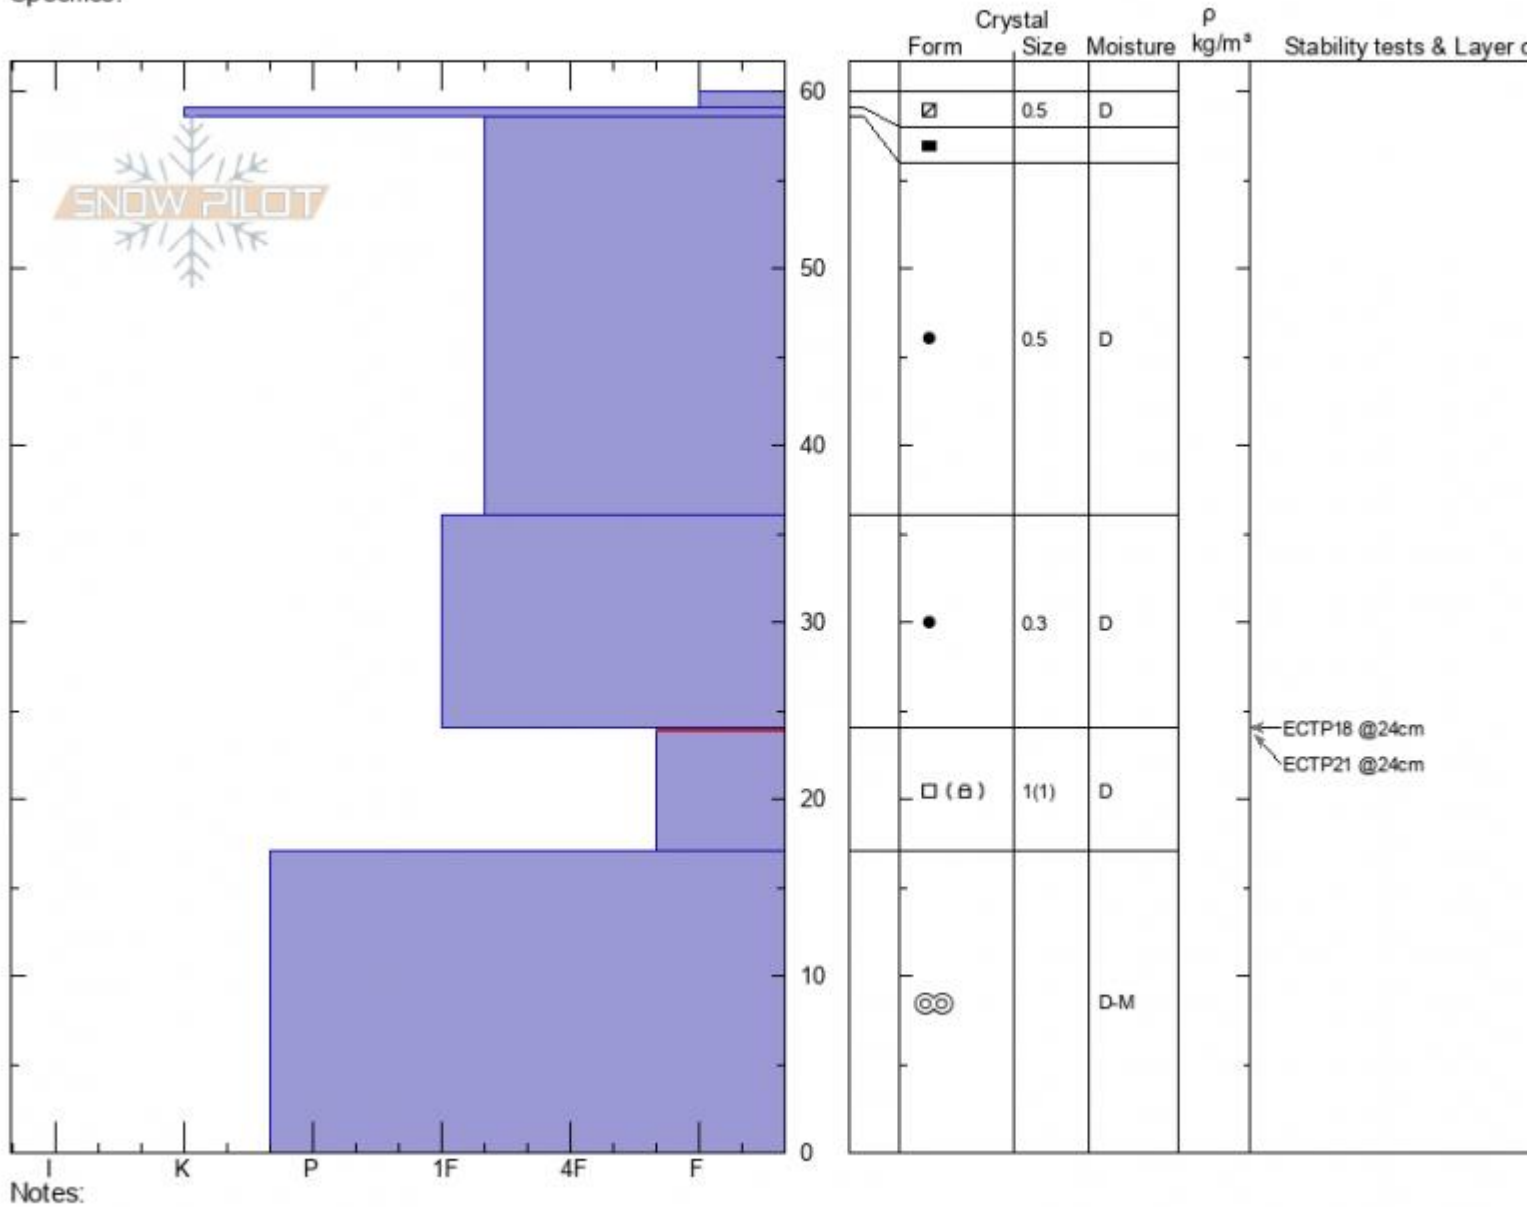 Specifics:
Crystal
ρ
Form Size Moisture kg/m³ Stability tests & Layer c
60
0.5 D
SNOW PILOT
50
0.5 D
40
30
0.3 D
ECTP18 @24cm
ECTP21 @24cm
20
1(1) D
10
D-M
0
I K P 1F 4F F
Notes: